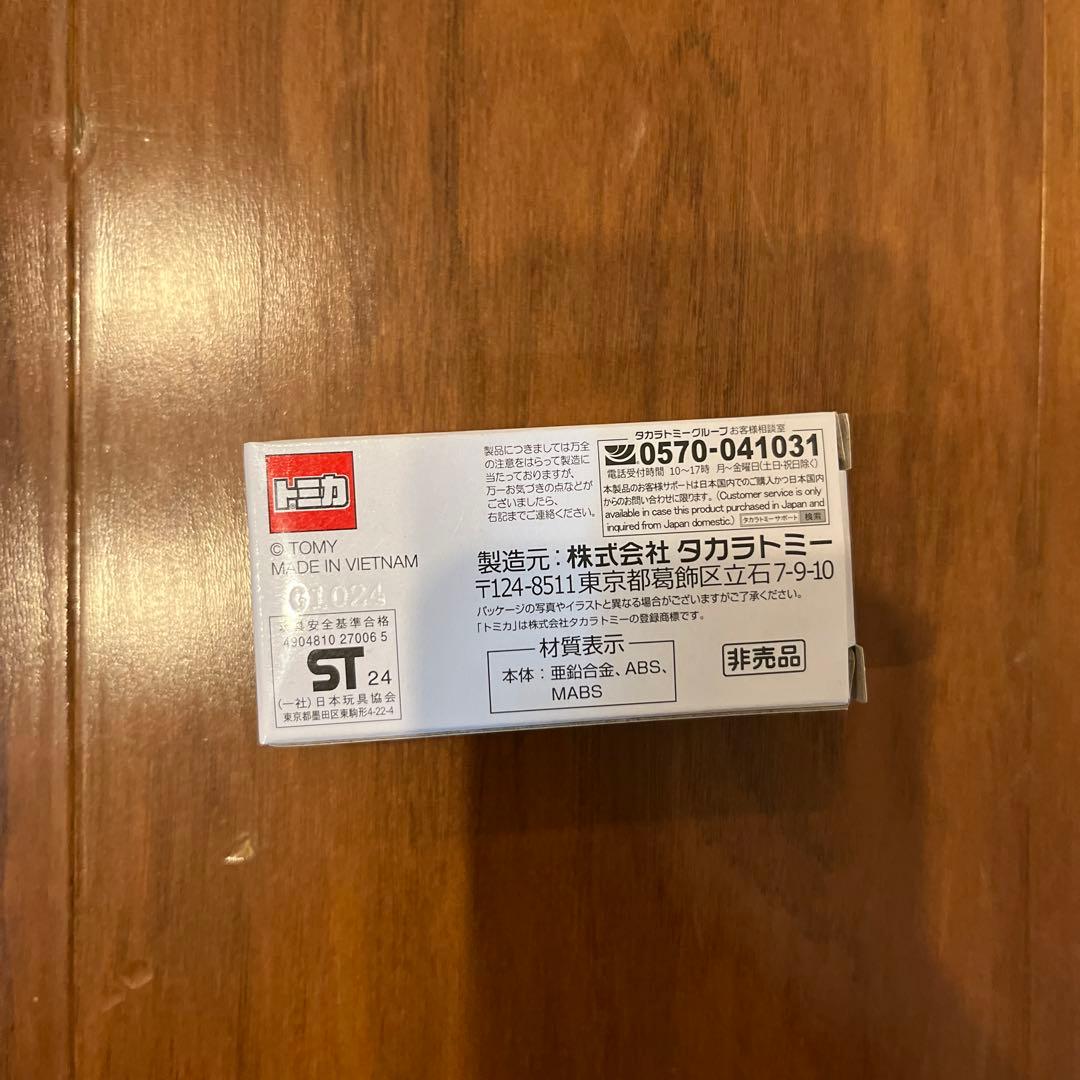 トミカ
© TOMY
MADE IN VIETNAM
G1024
玩具安全基準合格
4904810 27006 5
ST 24
(一社)日本玩具協会
東京都墨田区東駒形4-22-4
製品につきましては万全
の注意をはらって製造に
当たっておりますが、
万一お気づきの点などが
ございましたら、
右記までご連絡ください。
タカラトミーグループお客様相談室
0570-041031
電話受付時間 10〜17時 月〜金曜日(土日・祝日除く)
本製品のお客様サポートは日本国内でのご購入かつ日本国内
からのお問い合わせに限ります。(Customer service is only
available in case this product purchased in Japan and
inquired from Japan domestic.) タカラトミーサポート 検索
製造元:株式会社 タカラトミー
〒124-8511東京都葛飾区立石7-9-10
パッケージの写真やイラストと異なる場合がございますがご了承ください。
「トミカ」は株式会社タカラトミーの登録商標です。
材質表示
本体:亜鉛合金、ABS、
MABS
非売品